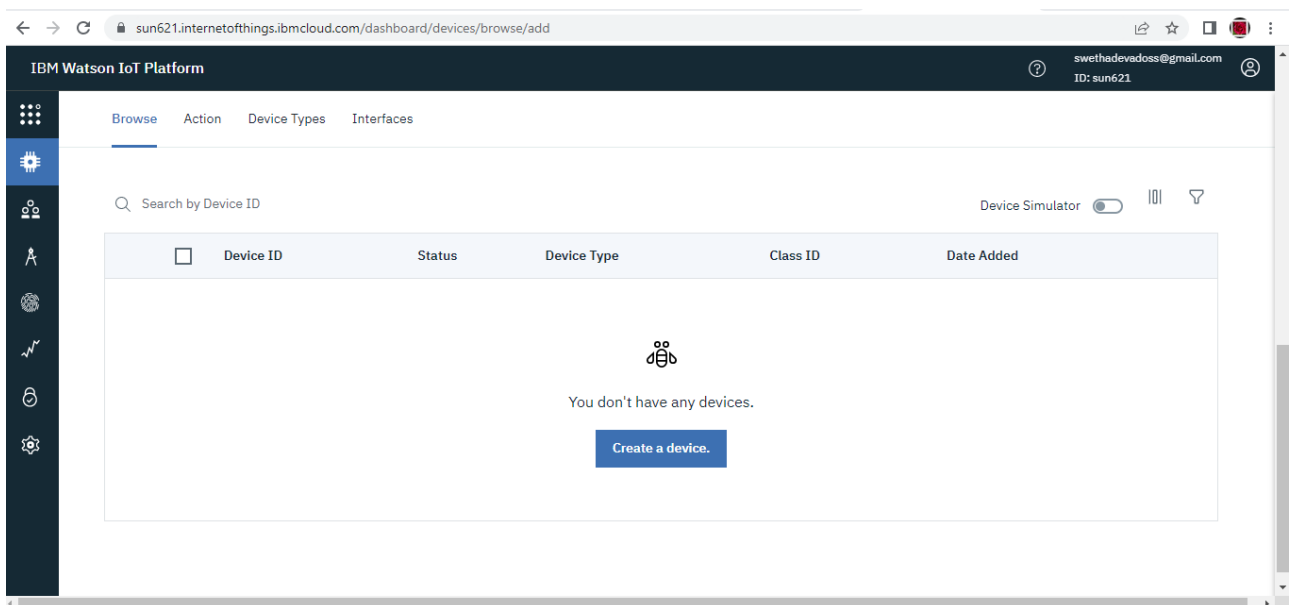 sun621.internetofthings.ibmcloud.com/dashboard/devices/browse/add
IBM Watson IoT Platform
swethadevadoss@gmail.com
ID: sun621
Browse Action Device Types Interfaces
Search by Device ID
Device Simulator
Device ID Status Device Type Class ID Date Added
You don't have any devices.
Create a device.